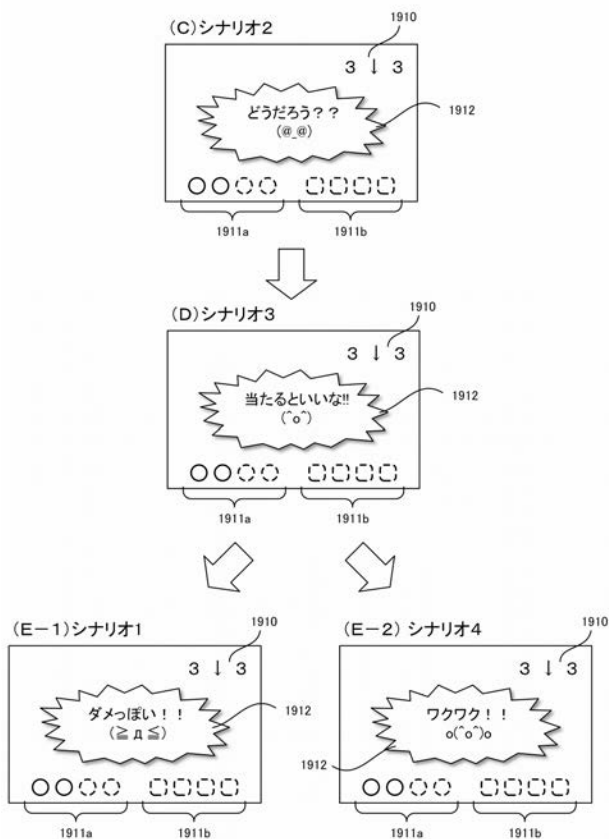 (C)シナリオ2
1910
3 ↓ 3
どうだろう??
(@_@)
1912
1911a
1911b
(D)シナリオ3
1910
3 ↓ 3
当たるといいな!!
(^o^)
1912
1911a
1911b
(E-1)シナリオ1
1910
3 ↓ 3
ダメっぽい!!
(≧д≦)
1912
1911a
1911b
(E-2) シナリオ4
1910
3 ↓ 3
ワクワク!!
o(^o^)o
1912
1911a
1911b